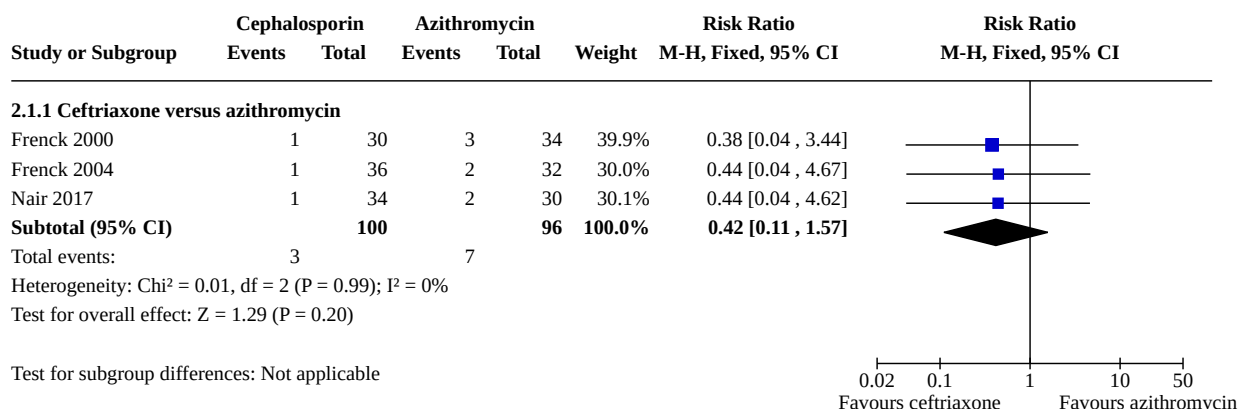 Cephalosporin Azithromycin Risk Ratio Risk Ratio
Study or Subgroup Events Total Events Total Weight M-H, Fixed, 95% CI M-H, Fixed, 95% CI
2.1.1 Ceftriaxone versus azithromycin
Frenck 2000 1 30 3 34 39.9% 0.38 [0.04 , 3.44]
Frenck 2004 1 36 2 32 30.0% 0.44 [0.04 , 4.67]
Nair 2017 1 34 2 30 30.1% 0.44 [0.04 , 4.62]
Subtotal (95% CI) 100 96 100.0% 0.42 [0.11 , 1.57]
Total events: 3 7
Heterogeneity: Chi² = 0.01, df = 2 (P = 0.99); I² = 0%
Test for overall effect: Z = 1.29 (P = 0.20)
Test for subgroup differences: Not applicable
0.02 0.1 1 10 50
Favours ceftriaxone Favours azithromycin